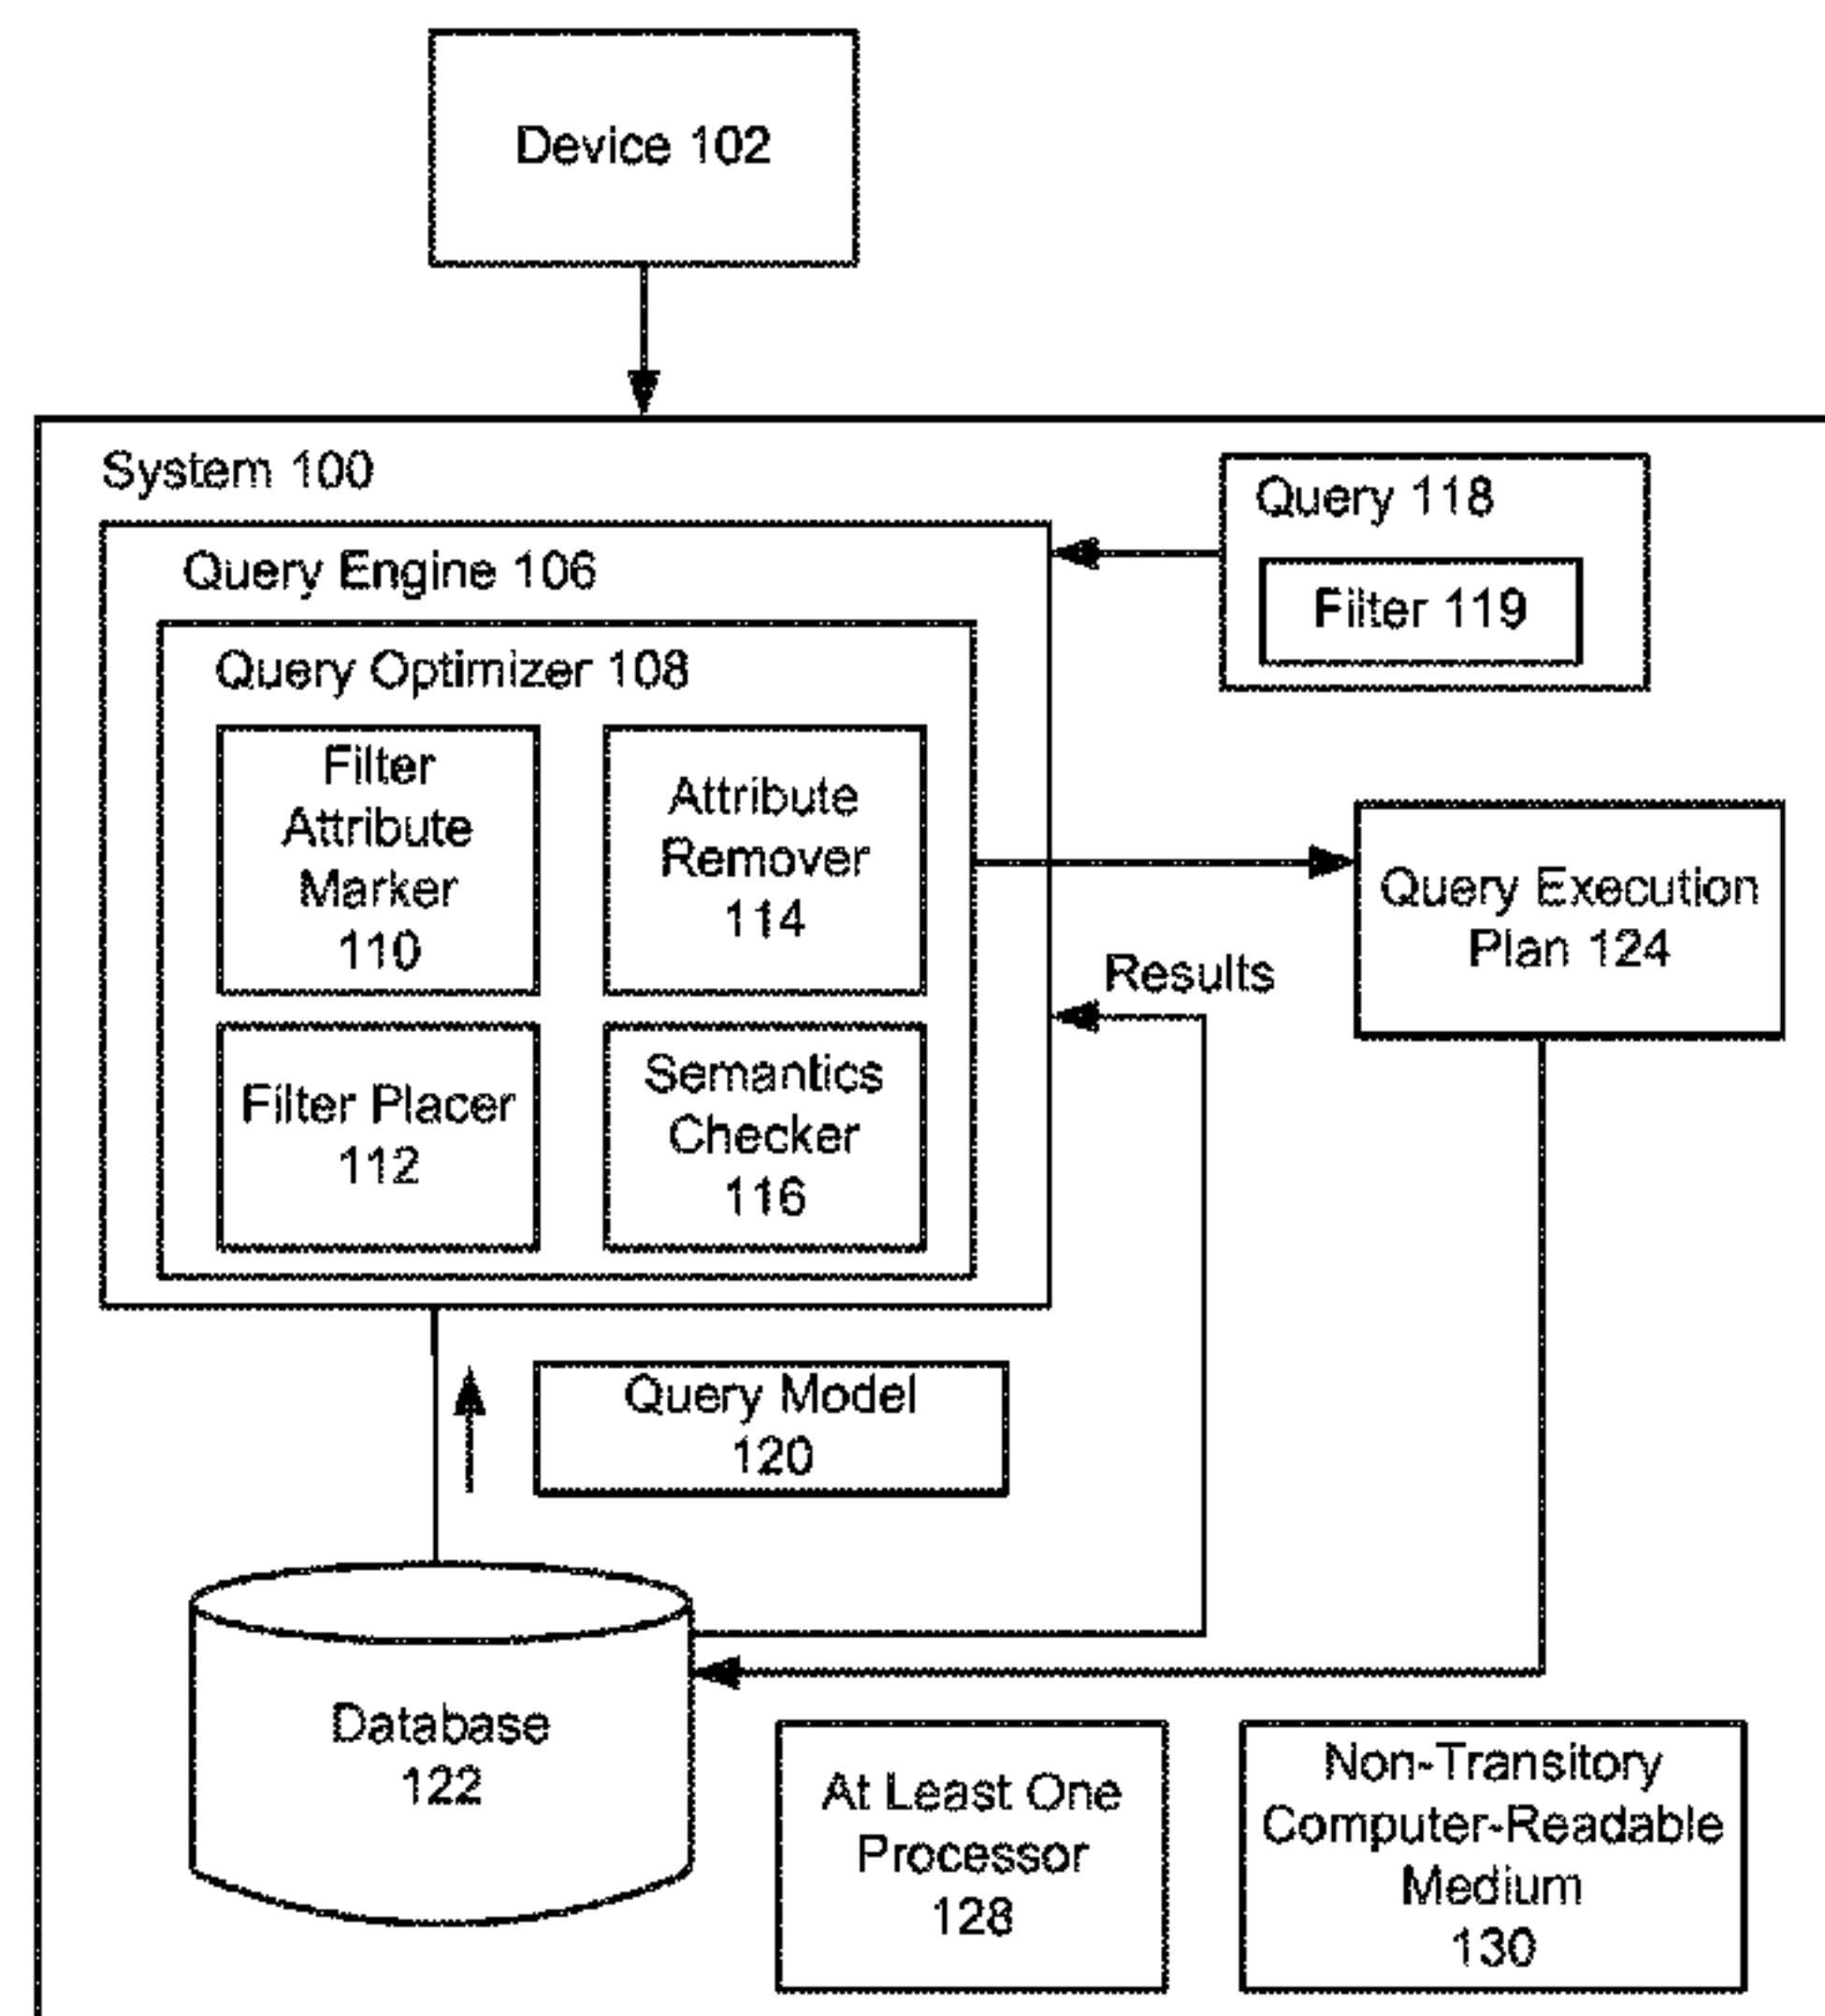 Device 102
System 100
Query 118
Filter 119
Query Engine 106
Query Optimizer 108
Filter
Attribute
Marker
110
Attribute
Remover
114
Query Execution
Plan 124
Results
Filter Placer
112
Semantics
Checker
116
Query Model
120
Database
122
At Least One
Processor
128
Non-Transitory
Computer-Readable
Medium
130